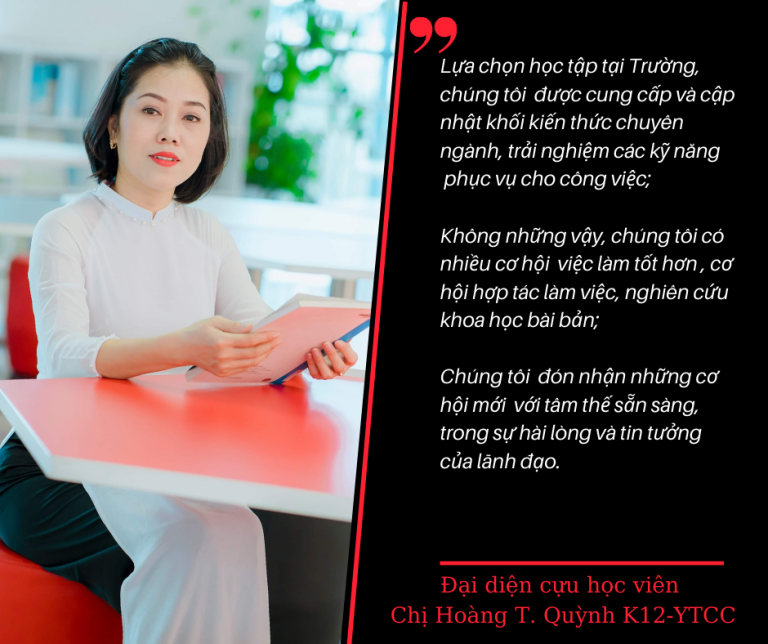 Lựa chọn học tập tại Trường,
chúng tôi được cung cấp và cập
nhật khối kiến thức chuyên
ngành, trải nghiệm các kỹ năng
phục vụ cho công việc;
Không những vậy, chúng tôi có
nhiều cơ hội việc làm tốt hơn , cơ
hội hợp tác làm việc, nghiên cứu
khoa học bài bản;
Chúng tôi đón nhận những cơ
hội mới với tâm thế sẵn sàng,
trong sự hài lòng và tin tưởng
của lãnh đạo.
Đại diện cựu học viên
Chị Hoàng T. Quỳnh K12-YTCC